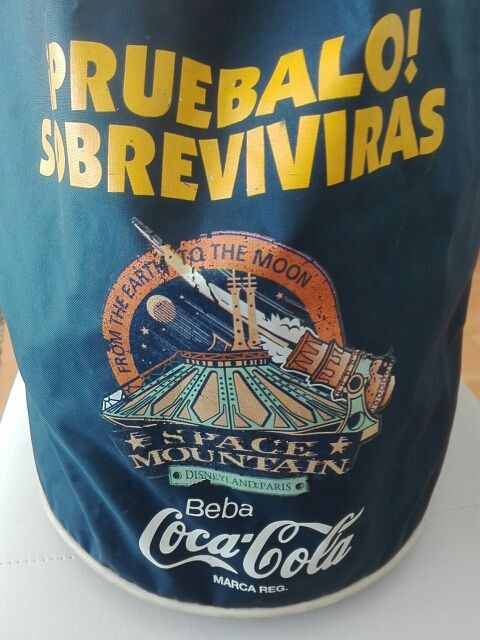 PRUEBALO!
SOBREVIVIRAS
FROM THE EARTH TO THE MOON
SPACE
MOUNTAIN
DISNEYLAND PARIS
Beba
Coca-Cola
MARCA REG.